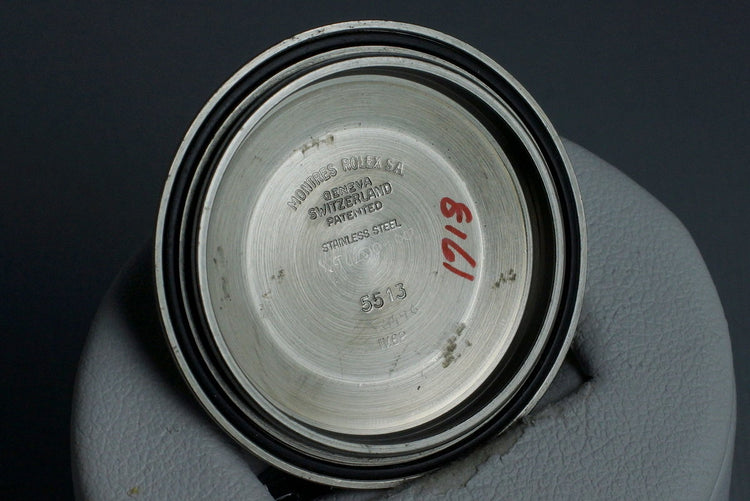 MONTRES ROLEX S.A.
GENEVA
SWITZERLAND
PATENTED
STAINLESS STEEL
5513
1718